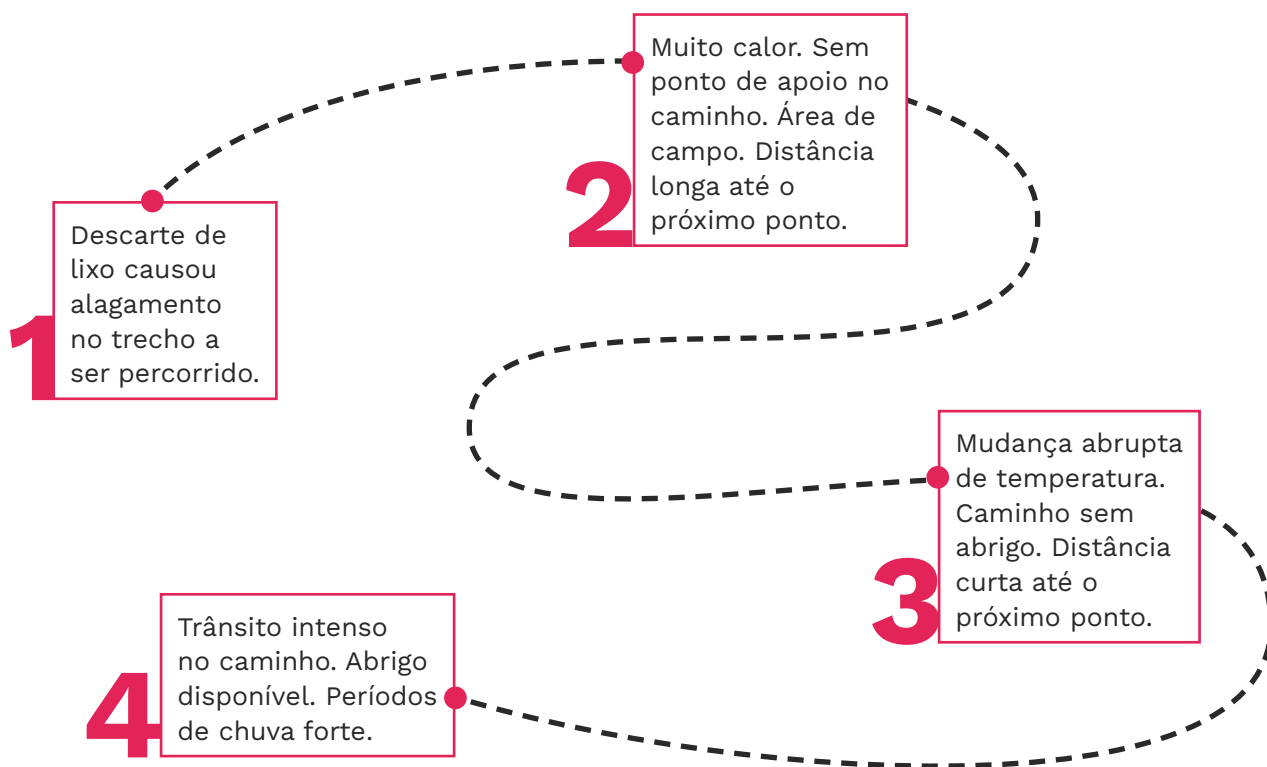 1
Descarte de
lixo causou
alagamento
no trecho a
ser percorrido.
2
Muito calor. Sem
ponto de apoio no
caminho. Área de
campo. Distância
longa até o
próximo ponto.
3
Mudança abrupta
de temperatura.
Caminho sem
abrigo. Distância
curta até o
próximo ponto.
4
Trânsito intenso
no caminho. Abrigo
disponível. Períodos
de chuva forte.